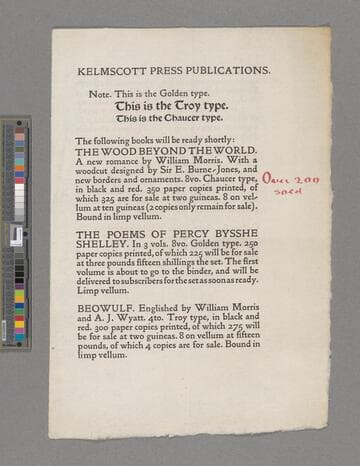 KELMSCOTT PRESS PUBLICATIONS.
Note. This is the Golden type.
This is the Troy type.
This is the Chaucer type.
The following books will be ready shortly:
THE WOOD BEYOND THE WORLD.
A new romance by William Morris. With a
woodcut designed by Sir E. Burne-Jones, and
new borders and ornaments. 8vo. Chaucer type,
in black and red. 350 paper copies printed, of
which 325 are for sale at two guineas. 8 on vel-
lum at ten guineas (2 copies only remain for sale).
Bound in limp vellum.
Over 200
THE POEMS OF PERCY BYSSHE
SHELLEY. In 3 vols. 8vo. Golden type. 250
paper copies printed, of which 225 will be for sale
at three pounds fifteen shillings the set. The first
volume is about to go to the binder, and will be
delivered to subscribers for the set as soon as ready.
Limp vellum.
BEOWULF. Englished by William Morris
and A. J. Wyatt. 4to. Troy type, in black and
red. 300 paper copies printed, of which 275 will
be for sale at two guineas. 8 on vellum at fifteen
pounds, of which 4 copies are for sale. Bound in
limp vellum.